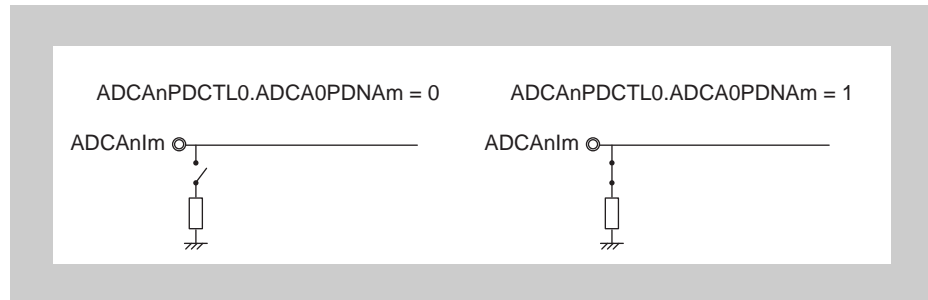 ADCAnPDCTL0.ADCA0PDNAm = 0 ADCAnPDCTL0.ADCA0PDNAm = 1
ADCAnIm ADCAnIm